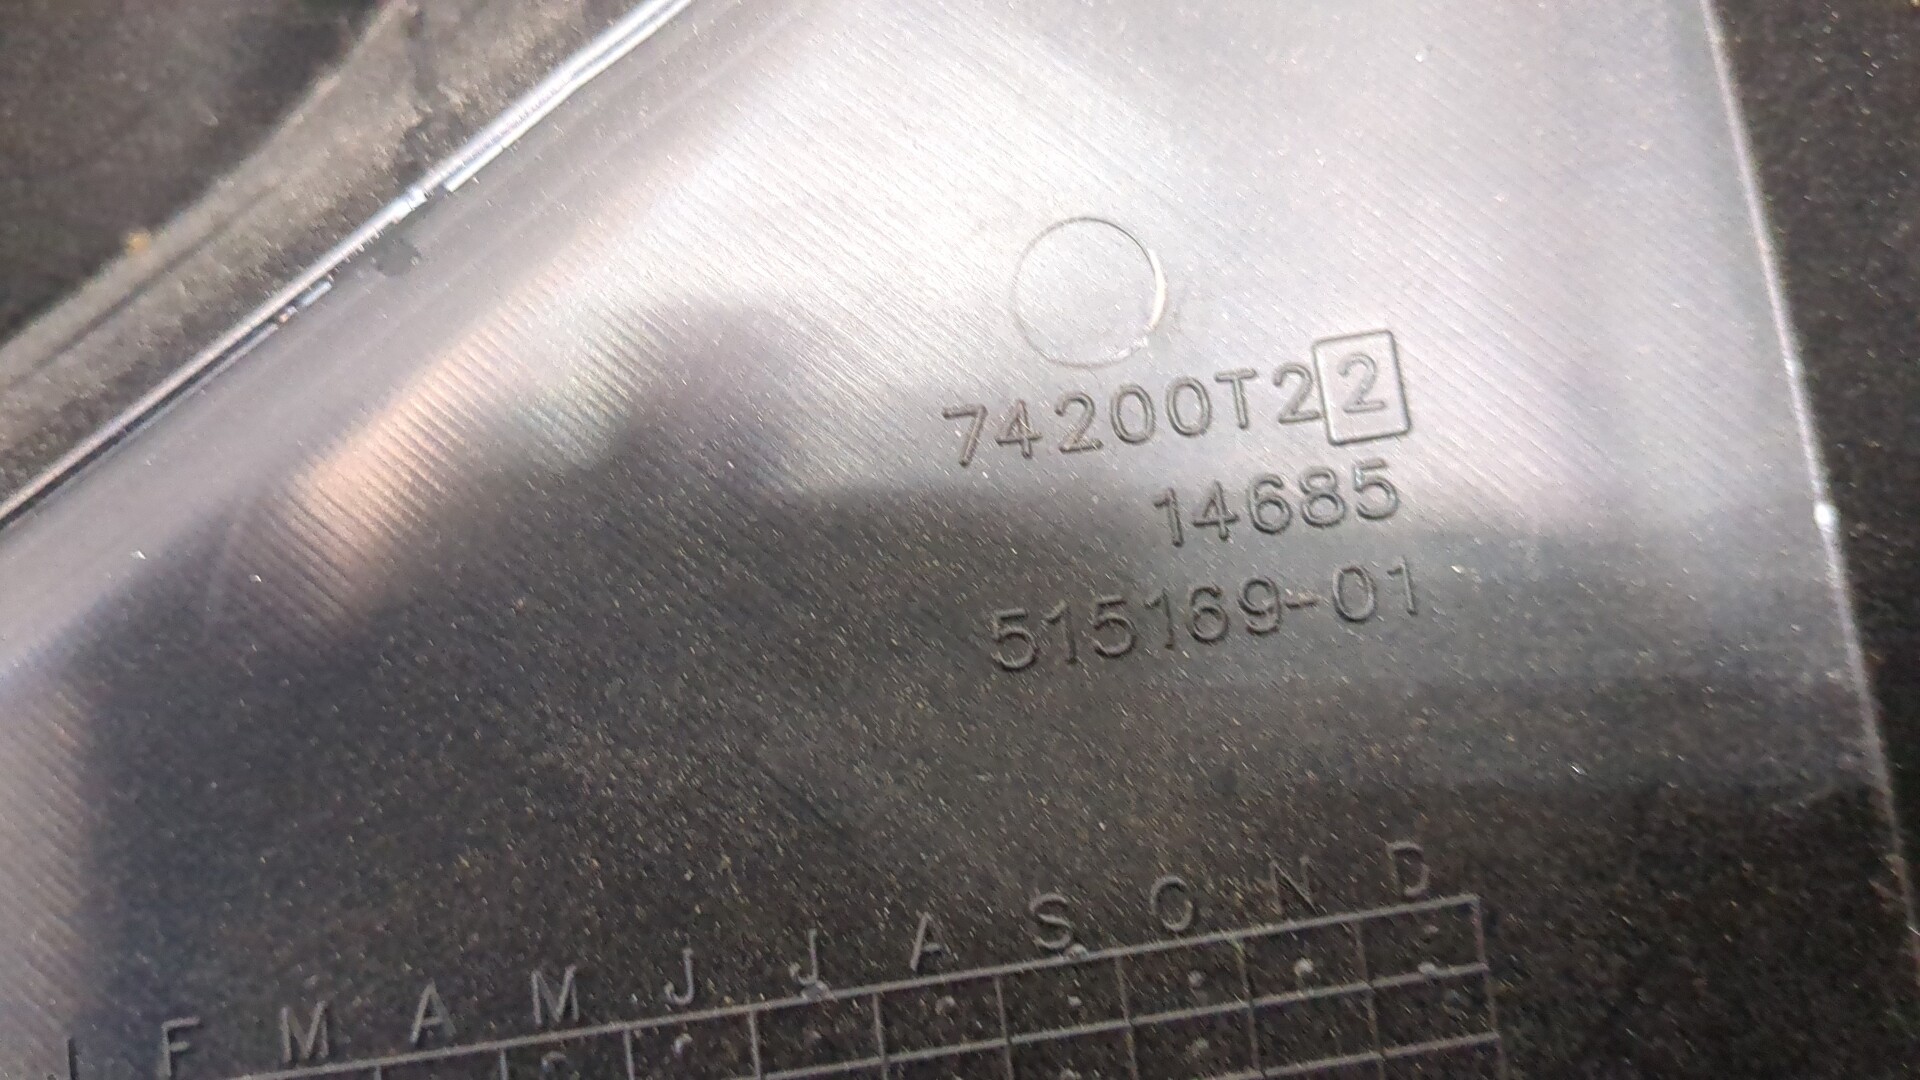 74200T22
14685
515169-01
J F M A M J J A S O N D